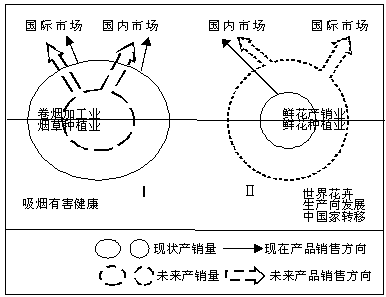 国际市场 国内市场 国内市场 国际市场
卷烟加工业 鲜花产销业
烟草种植业 鲜花种植业
I II
吸烟有害健康
世界花卉
生产向发展
中国家转移
现状产销量 现在产品销售方向
未来产销量 未来产品销售方向